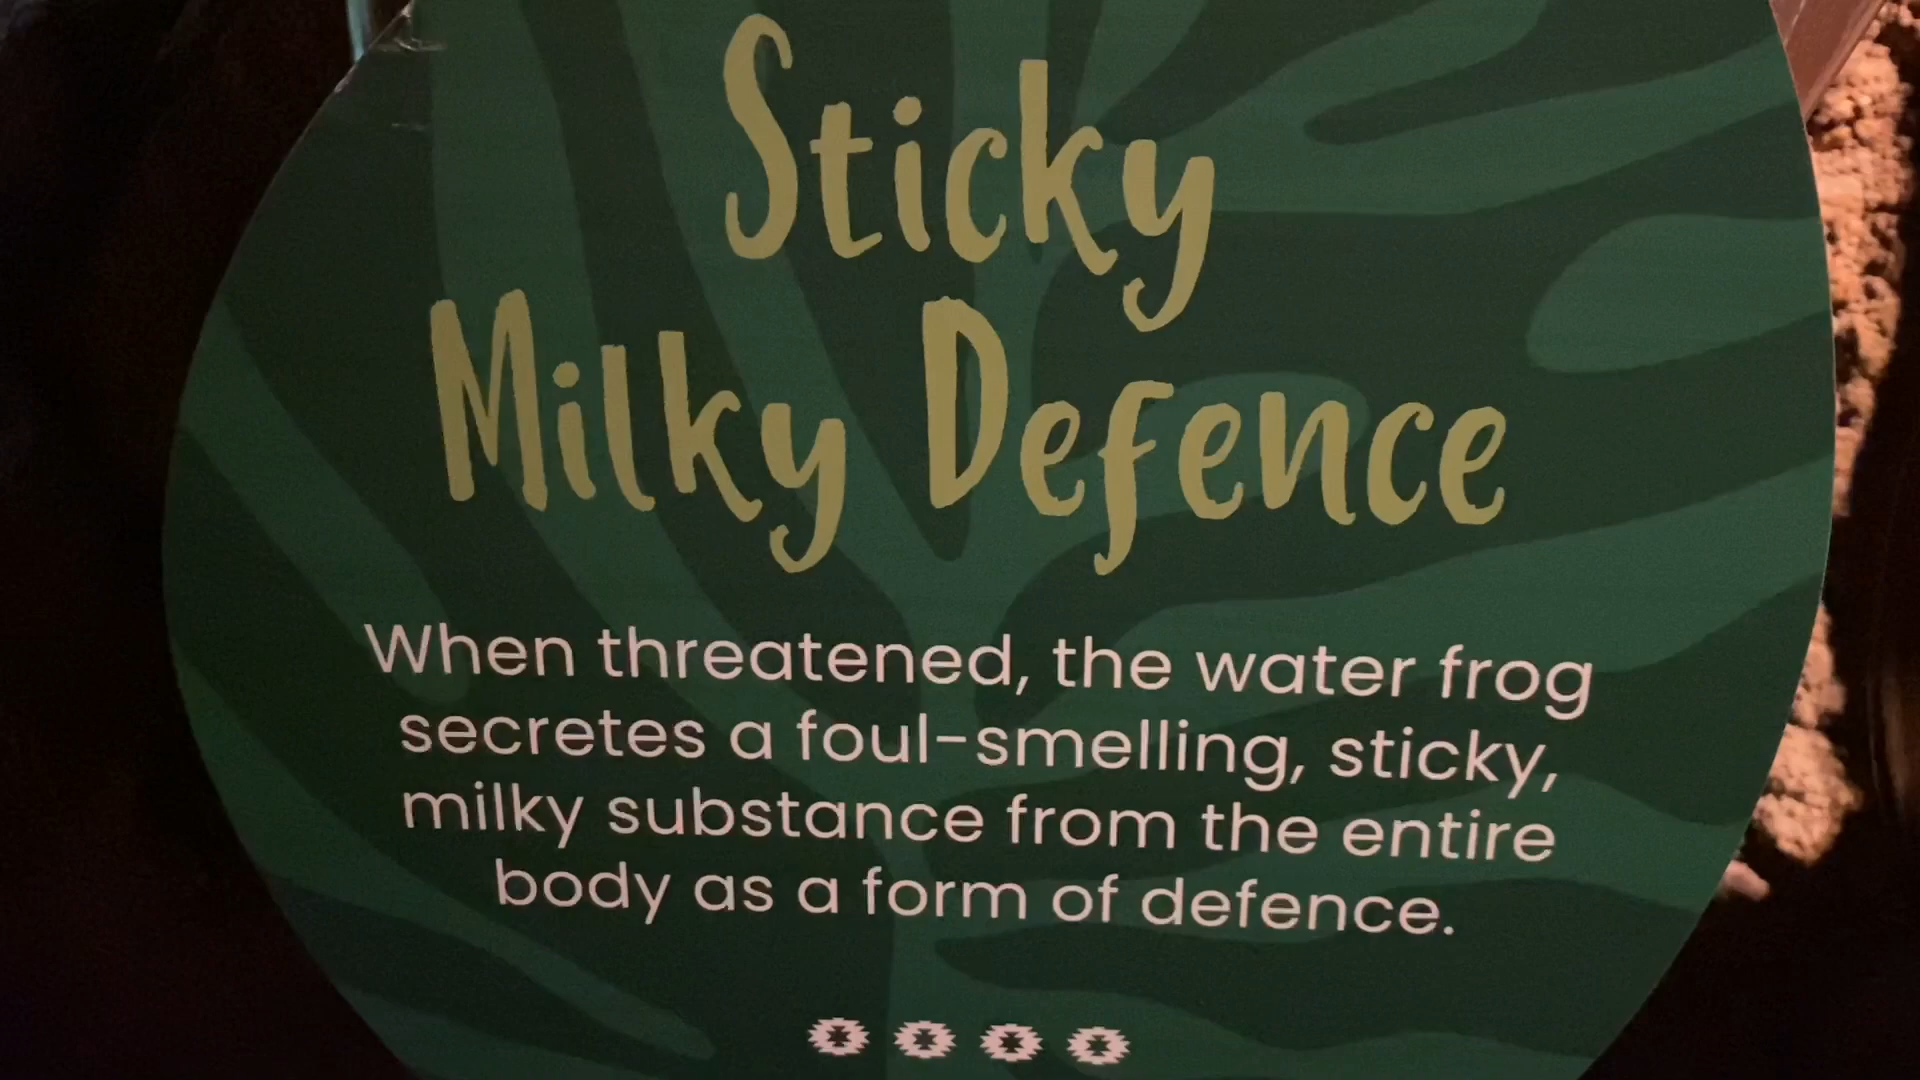 Sticky
Milky Defence
When threatened, the water frog
secretes a foul-smelling, sticky,
milky substance from the entire
body as a form of defence.